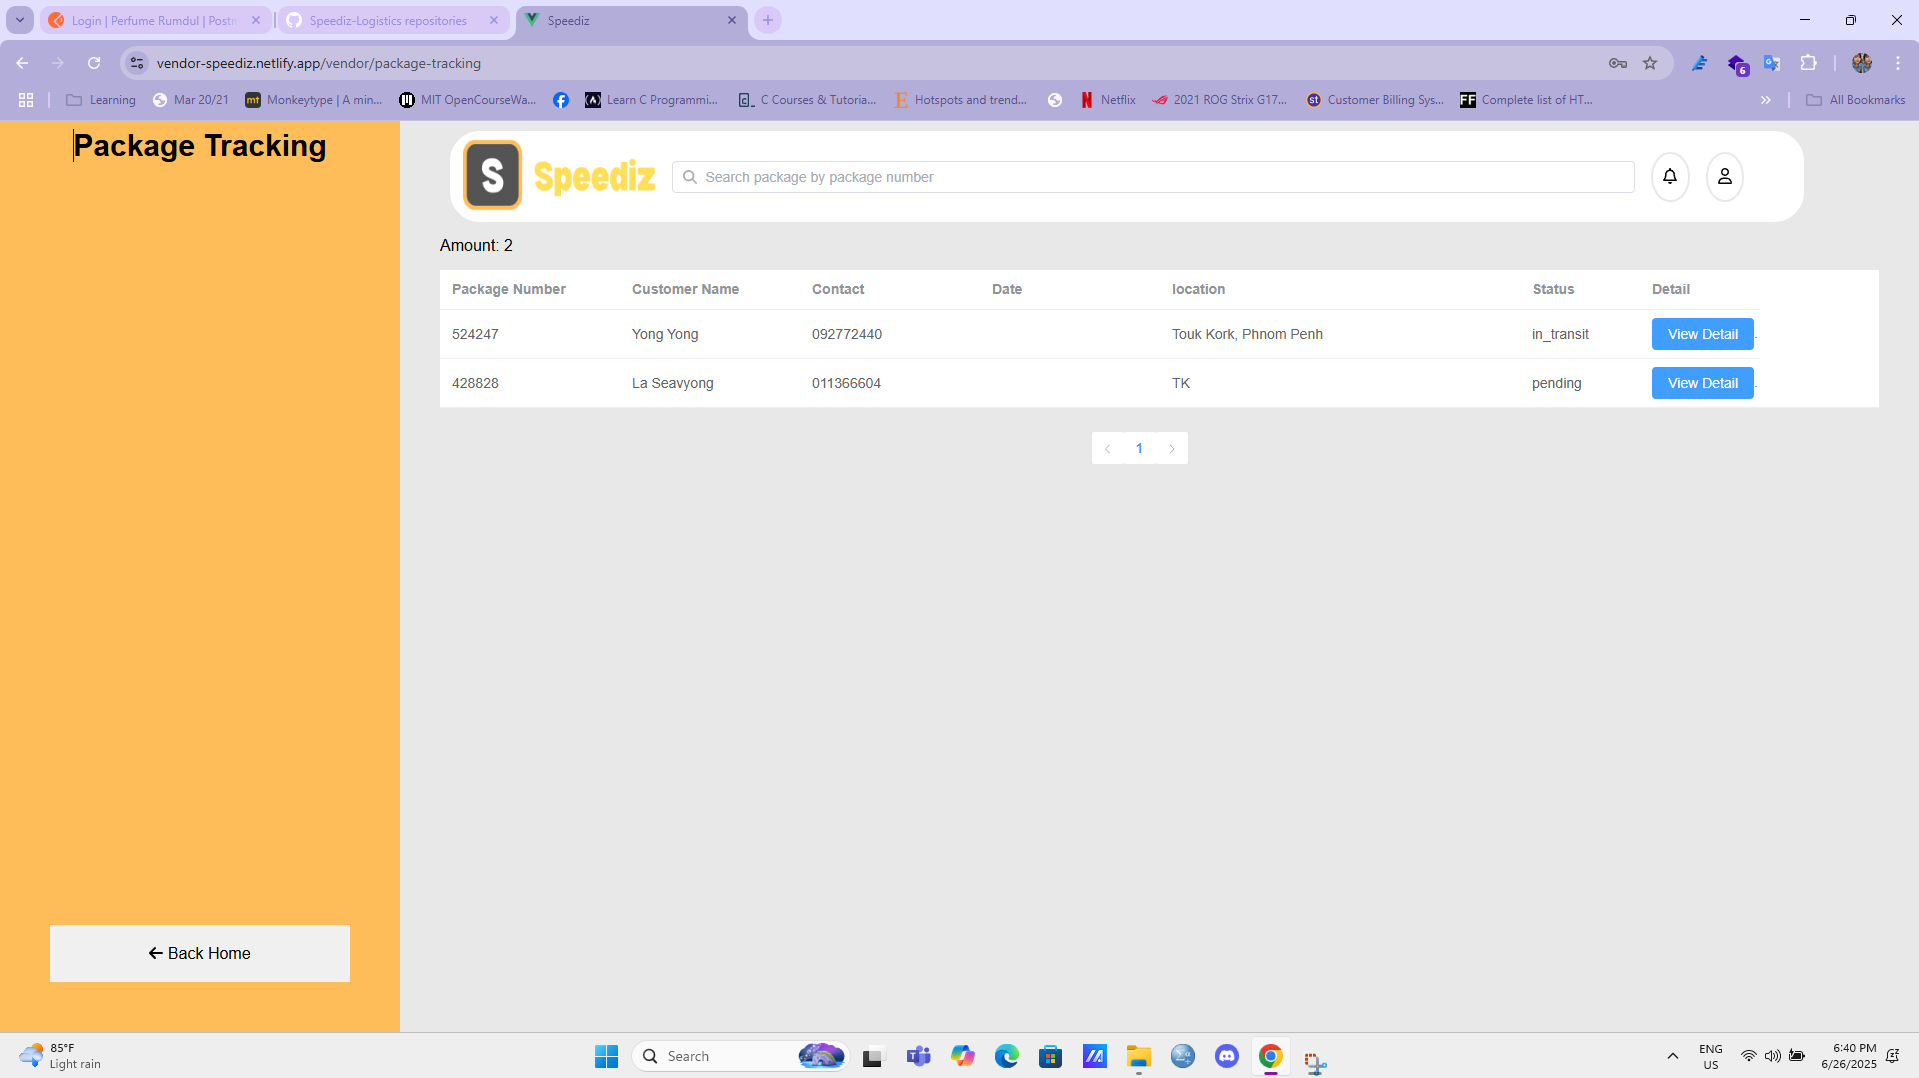 Login | Perfume Rumdul | Postm
Speediz-Logistics repositories
Speediz
vendor-speediz.netlify.app/vendor/package-tracking
6
Learning
Mar 20/21
mt
Monkeytype | A min...
MIT OpenCourseWa...
Learn C Programmi...
C Courses & Tutoria...
E
Hotspots and trend...
N
Netflix
2021 ROG Strix G17...
st
Customer Billing Sys...
FF
Complete list of HT...
All Bookmarks
Package Tracking
S
Speediz
Search package by package number
Amount: 2
Package Number Customer Name Contact Date location Status Detail
524247 Yong Yong 092772440 Touk Kork, Phnom Penh in_transit View Detail .
428828 La Seavyong 011366604 TK pending View Detail .
1
Back Home
85°F
Light rain
Search
ENG
US
6:40 PM
6/26/2025